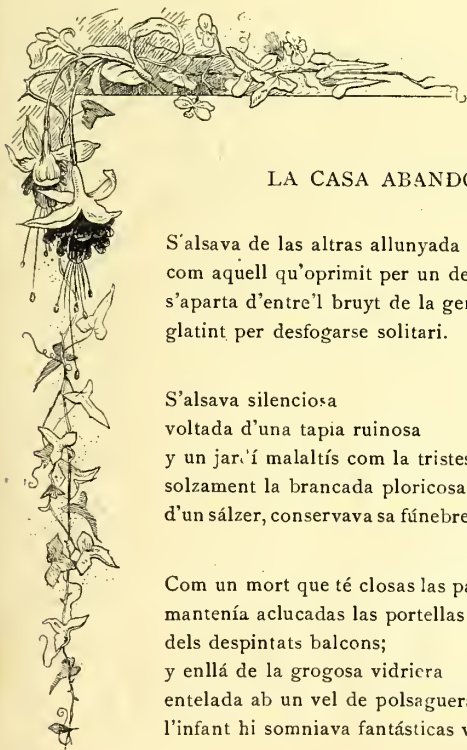 LA CASA ABANDO
S'alsava de las altras allunyada
com aquell qu'oprimit per un de
s'aparta d'entre'l bruyt de la ge
glatint per desfogarse solitari.
S'alsava silenciosa
voltada d'una tapia ruinosa
y un jardí malaltís com la tristes
solzament la brancada ploricosa
d'un sálzer, conservava sa fúnebre
Com un mort que té closas las pa
mantenía aclucadas las portellas
dels despintats balcons;
y enllá de la grogosa vidriera
entelada ab un vel de polsaguer
l'infant hi somniava fantásticas v